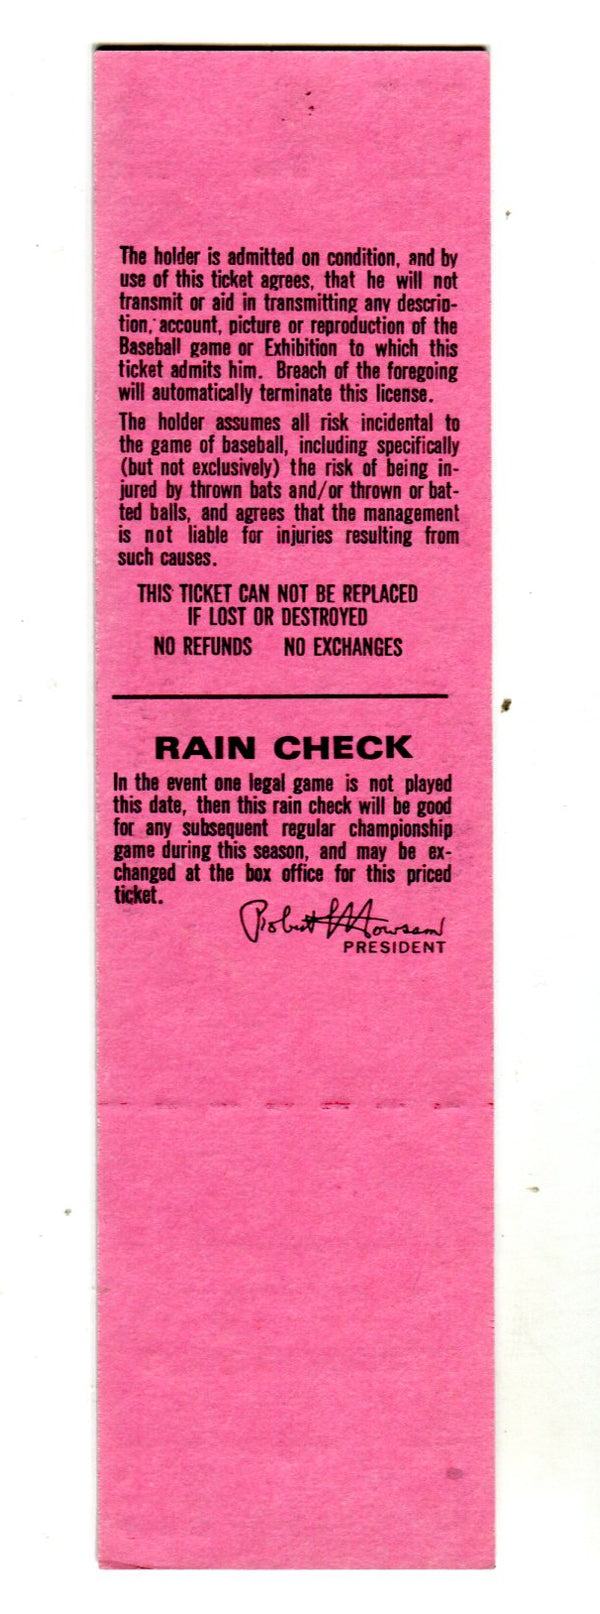 The holder is admitted on condition, and by
use of this ticket agrees, that he will not
transmit or aid in transmitting any descrip-
tion, account, picture or reproduction of the
Baseball game or Exhibition to which this
ticket admits him. Breach of the foregoing
will automatically terminate this license.
The holder assumes all risk incidental to
the game of baseball, including specifically
(but not exclusively) the risk of being in-
jured by thrown bats and/or thrown or bat-
ted balls, and agrees that the management
is not liable for injuries resulting from
such causes.
THIS TICKET CAN NOT BE REPLACED
IF LOST OR DESTROYED
NO REFUNDS NO EXCHANGES
RAIN CHECK
In the event one legal game is not played
this date, then this rain check will be good
for any subsequent regular championship
game during this season, and may be ex-
changed at the box office for this priced
ticket.
Robert L Howsam
PRESIDENT